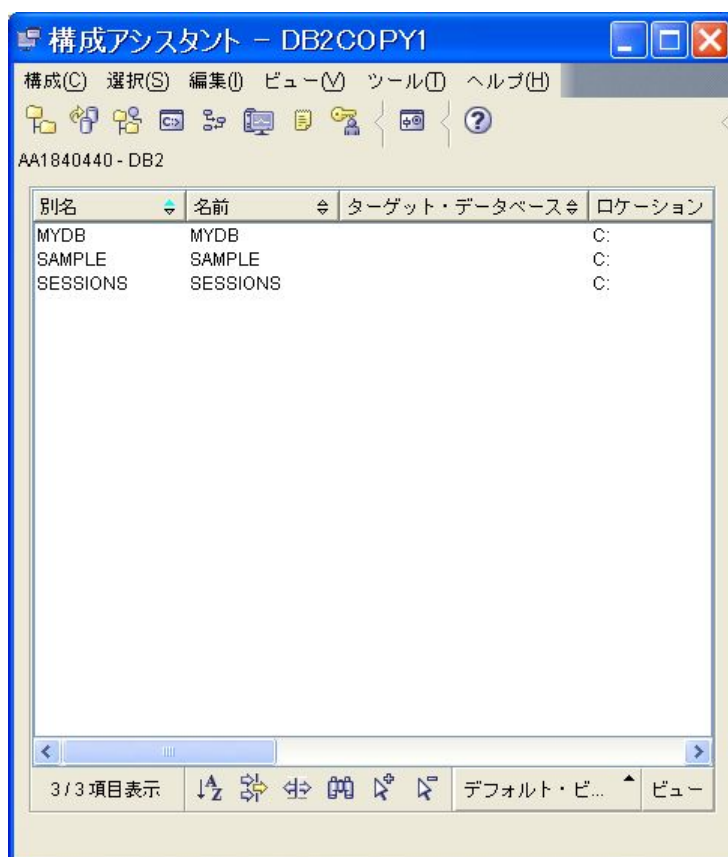 構成アシスタント - DB2COPY1
構成(C) 選択(S) 編集(I) ビュー(V) ツール(T) ヘルプ(H)
AA1840440 - DB2
別名 名前 ターゲット・データベース ロケーション
MYDB MYDB C:
SAMPLE SAMPLE C:
SESSIONS SESSIONS C:
3/3項目表示 デフォルト・ビ... ビュー